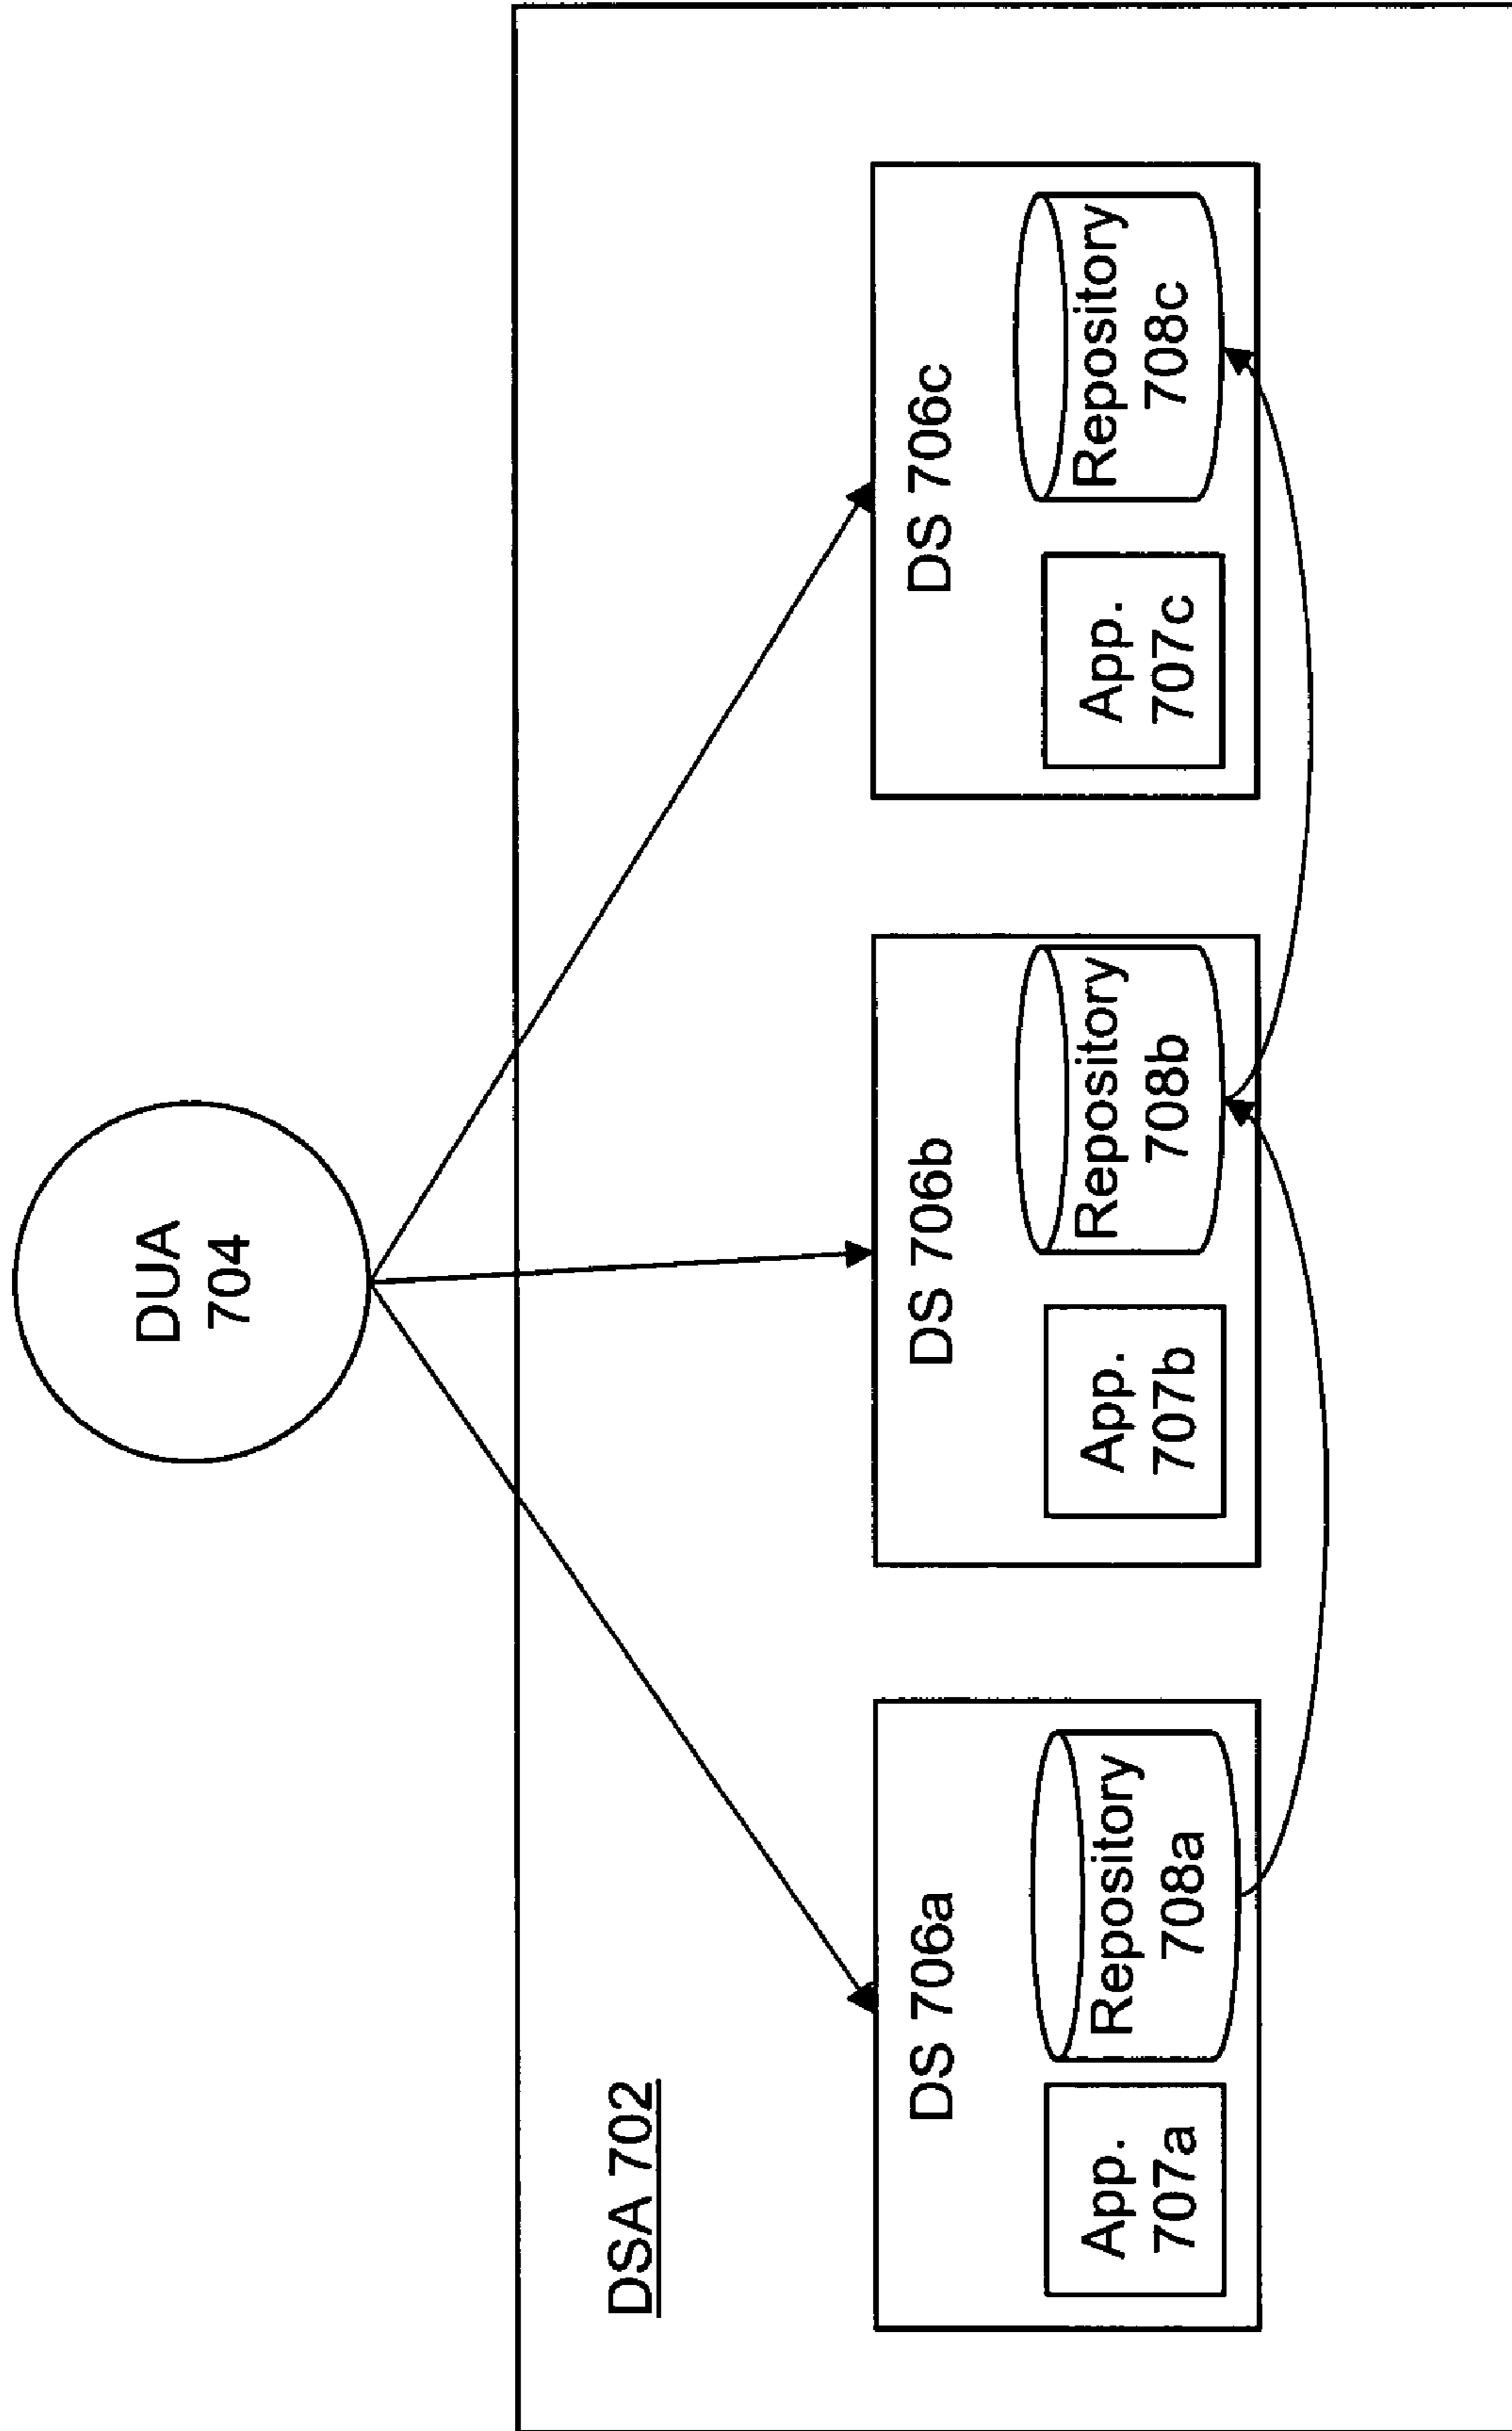 DUA
704
DSA 702
DS 706a
App.
707a
Repository
708a
DS 706b
App.
707b
Repository
708b
DS 706c
App.
707c
Repository
708c